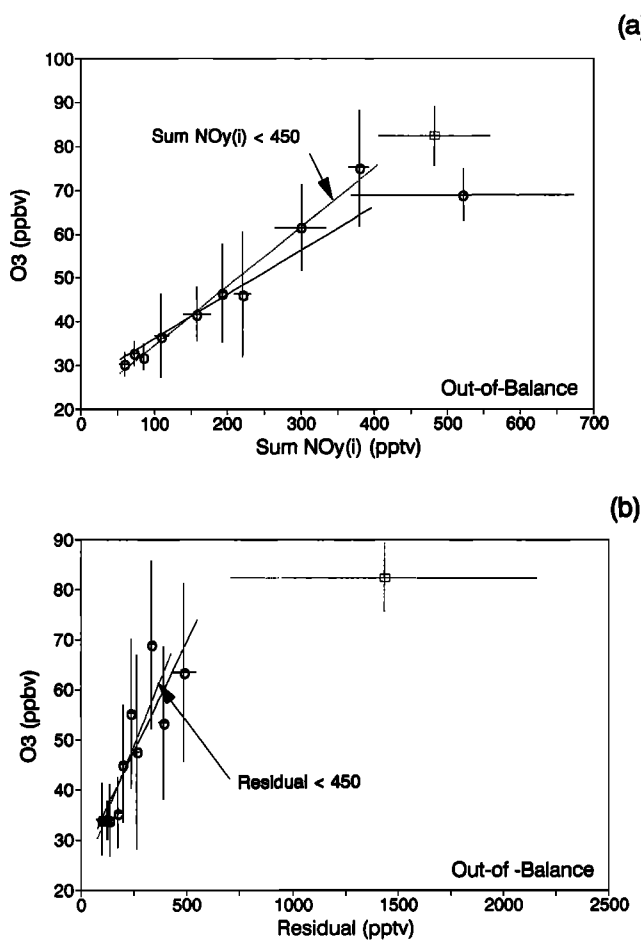 (a)
100
90
80
70
60
50
40
30
20
O3 (ppbv)
Sum NOy(i) < 450
Out-of-Balance
0 100 200 300 400 500 600 700
Sum NOy(i) (pptv)
(b)
90
80
70
60
50
40
30
20
O3 (ppbv)
Residual < 450
Out-of -Balance
0 500 1000 1500 2000 2500
Residual (pptv)